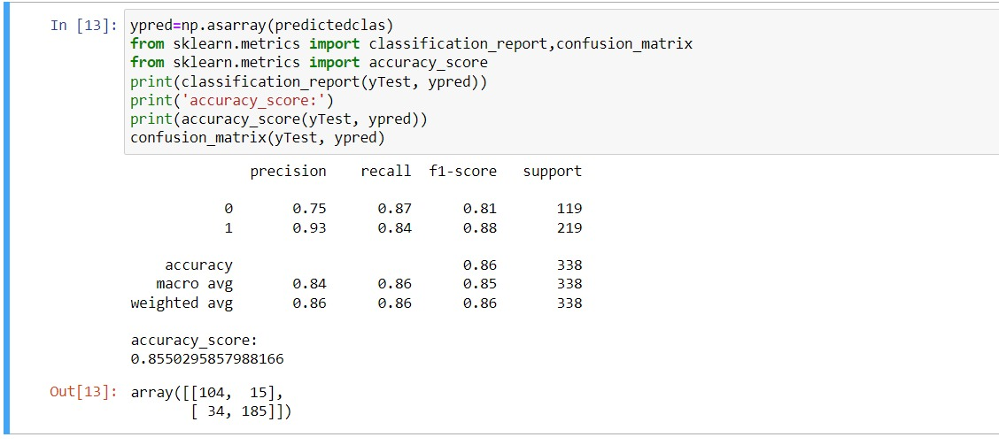 In [13]: ypred=np.asarray(predictedclas)
from sklearn.metrics import classification_report,confusion_matrix
from sklearn.metrics import accuracy_score
print(classification_report(yTest, ypred))
print('accuracy_score:')
print(accuracy_score(yTest, ypred))
confusion_matrix(yTest, ypred)
precision recall f1-score support
0 0.75 0.87 0.81 119
1 0.93 0.84 0.88 219
accuracy 0.86 338
macro avg 0.84 0.86 0.85 338
weighted avg 0.86 0.86 0.86 338
accuracy_score:
0.8550295857988166
Out[13]: array([[104, 15],
[ 34, 185]])